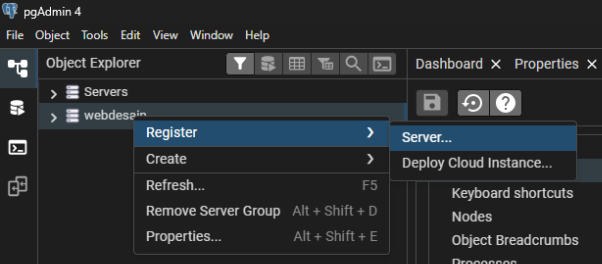 pgAdmin 4
File Object Tools Edit View Window Help
Object Explorer
Dashboard Properties
Servers
webdesain
Register
Server...
Create
Deploy Cloud Instance...
Refresh... F5
Keyboard shortcuts
Remove Server Group Alt + Shift + D
Nodes
Properties... Alt + Shift + E
Object Breadcrumbs
Processes